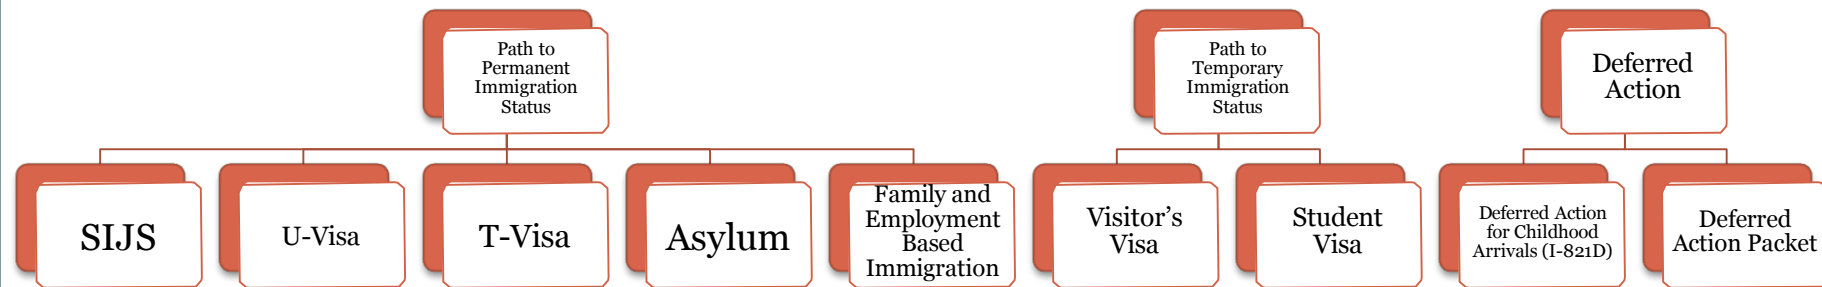 Path to
Permanent
Immigration
Status
Path to
Temporary
Immigration
Status
Deferred
Action
SIJS
U-Visa
T-Visa
Asylum
Family and
Employment
Based
Immigration
Visitor’s
Visa
Student
Visa
Deferred Action
for Childhood
Arrivals (I-821D)
Deferred
Action Packet